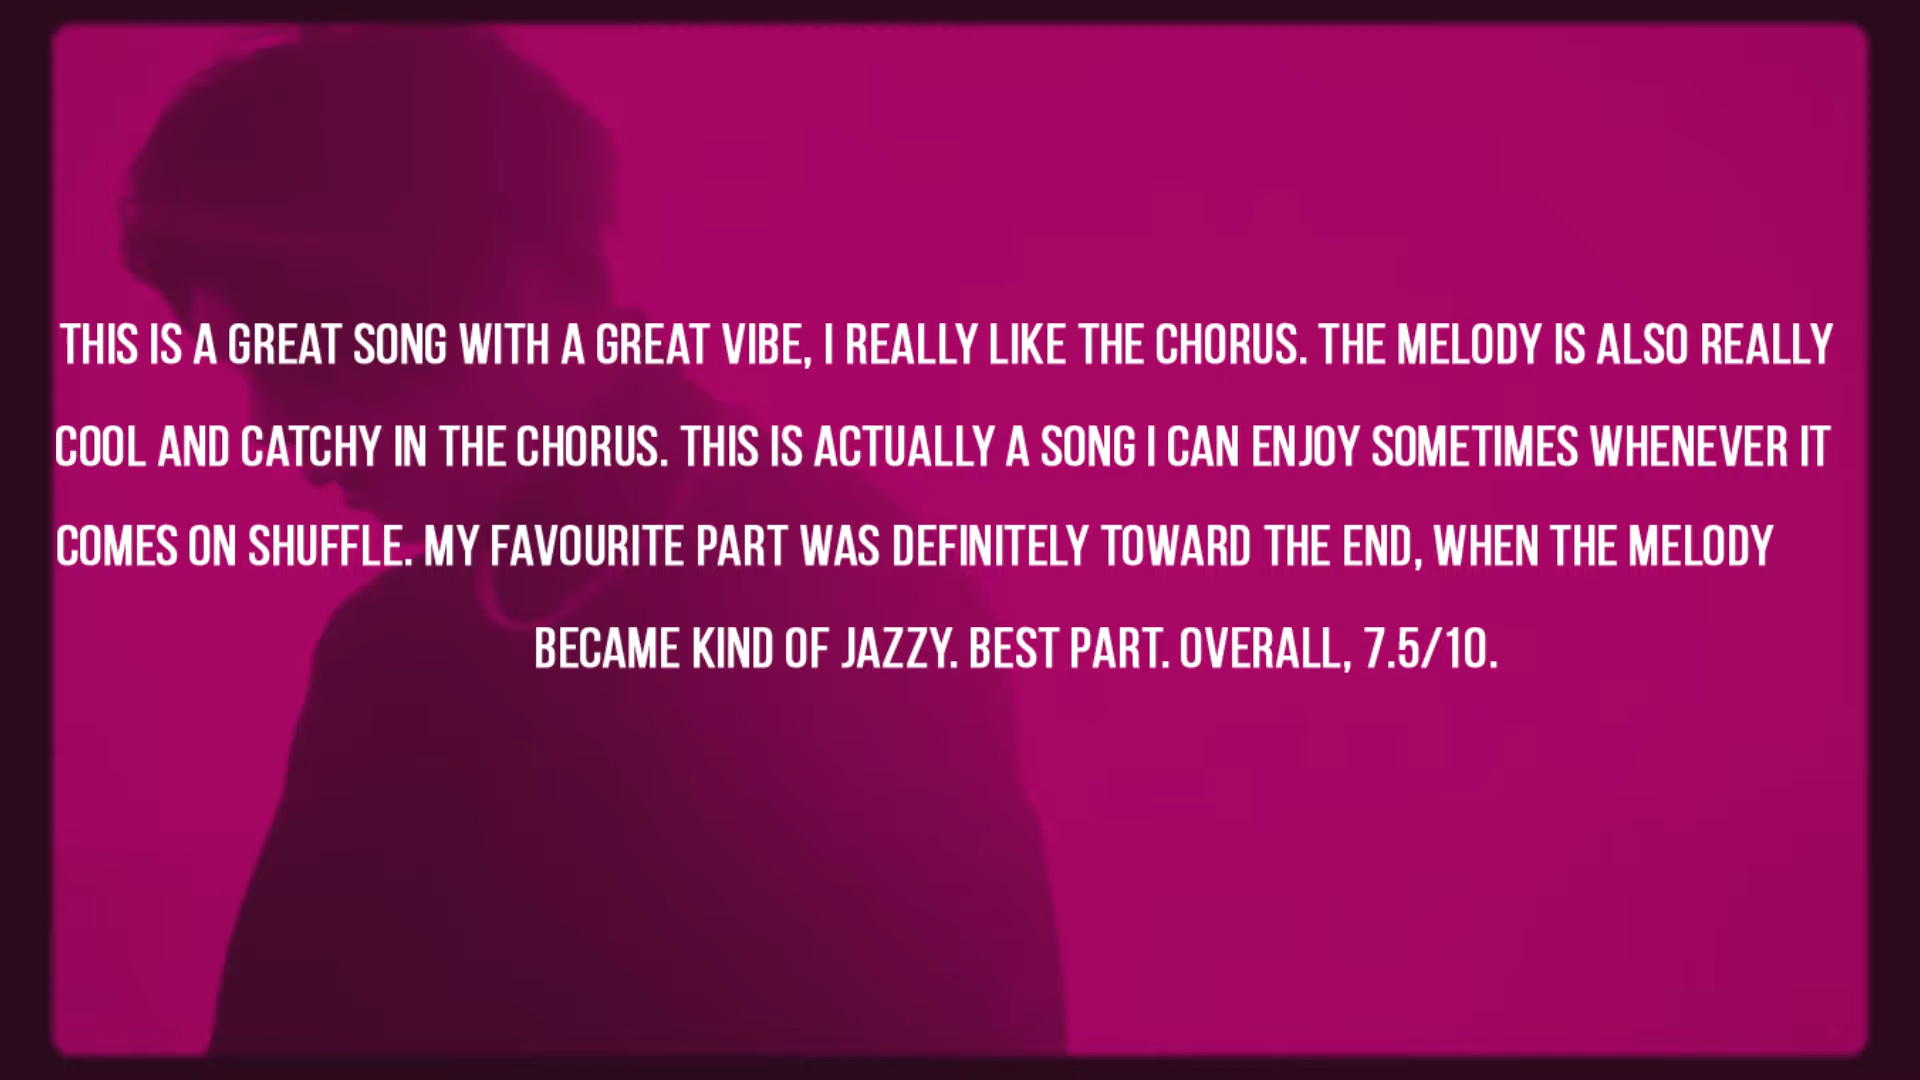 THIS IS A GREAT SONG WITH A GREAT VIBE, I REALLY LIKE THE CHORUS. THE MELODY IS ALSO REALLY
COOL AND CATCHY IN THE CHORUS. THIS IS ACTUALLY A SONG I CAN ENJOY SOMETIMES WHENEVER IT
COMES ON SHUFFLE. MY FAVOURITE PART WAS DEFINITELY TOWARD THE END, WHEN THE MELODY
BECAME KIND OF JAZZY. BEST PART. OVERALL, 7.5/10.